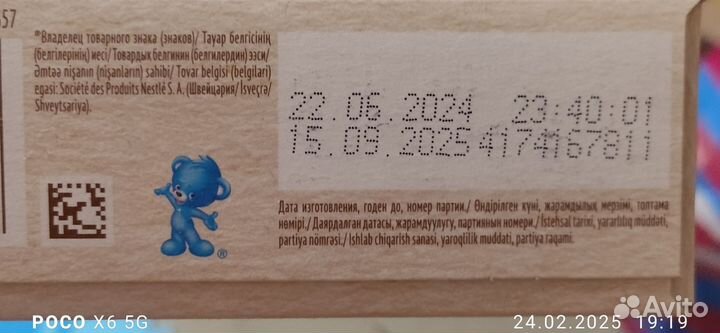 557
®Владелец товарного знака (знаков)/ Тауар белгісінің
(белгілерінің) иесі/ Товардык белгинин (белгилердин) ээси/
Əmtəə nişanın (nişanların) sahibi/ Tovar belgisi (belgilari)
egasi: Société des Produits Nestlé S. A. (Швейцария/ İsveçrə/
Shveytsariya).
22.06.2024 23:40:01
15.09.2025 4174167811
Дата изготовления, годен до, номер партии./ Өндірілген күні, жарамдылық мерзімі, топтама
нөмірі./ Даярдалган датасы, жарамдуулугу, партиянын номери./ İstehsal tarixi, yararlılıq müddəti,
partiya nömrəsi./ Ishlab chiqarish sanasi, yaroqlilik muddati, partiya raqami.
®
POCO X6 5G
24.02.2025 19:19
Avito